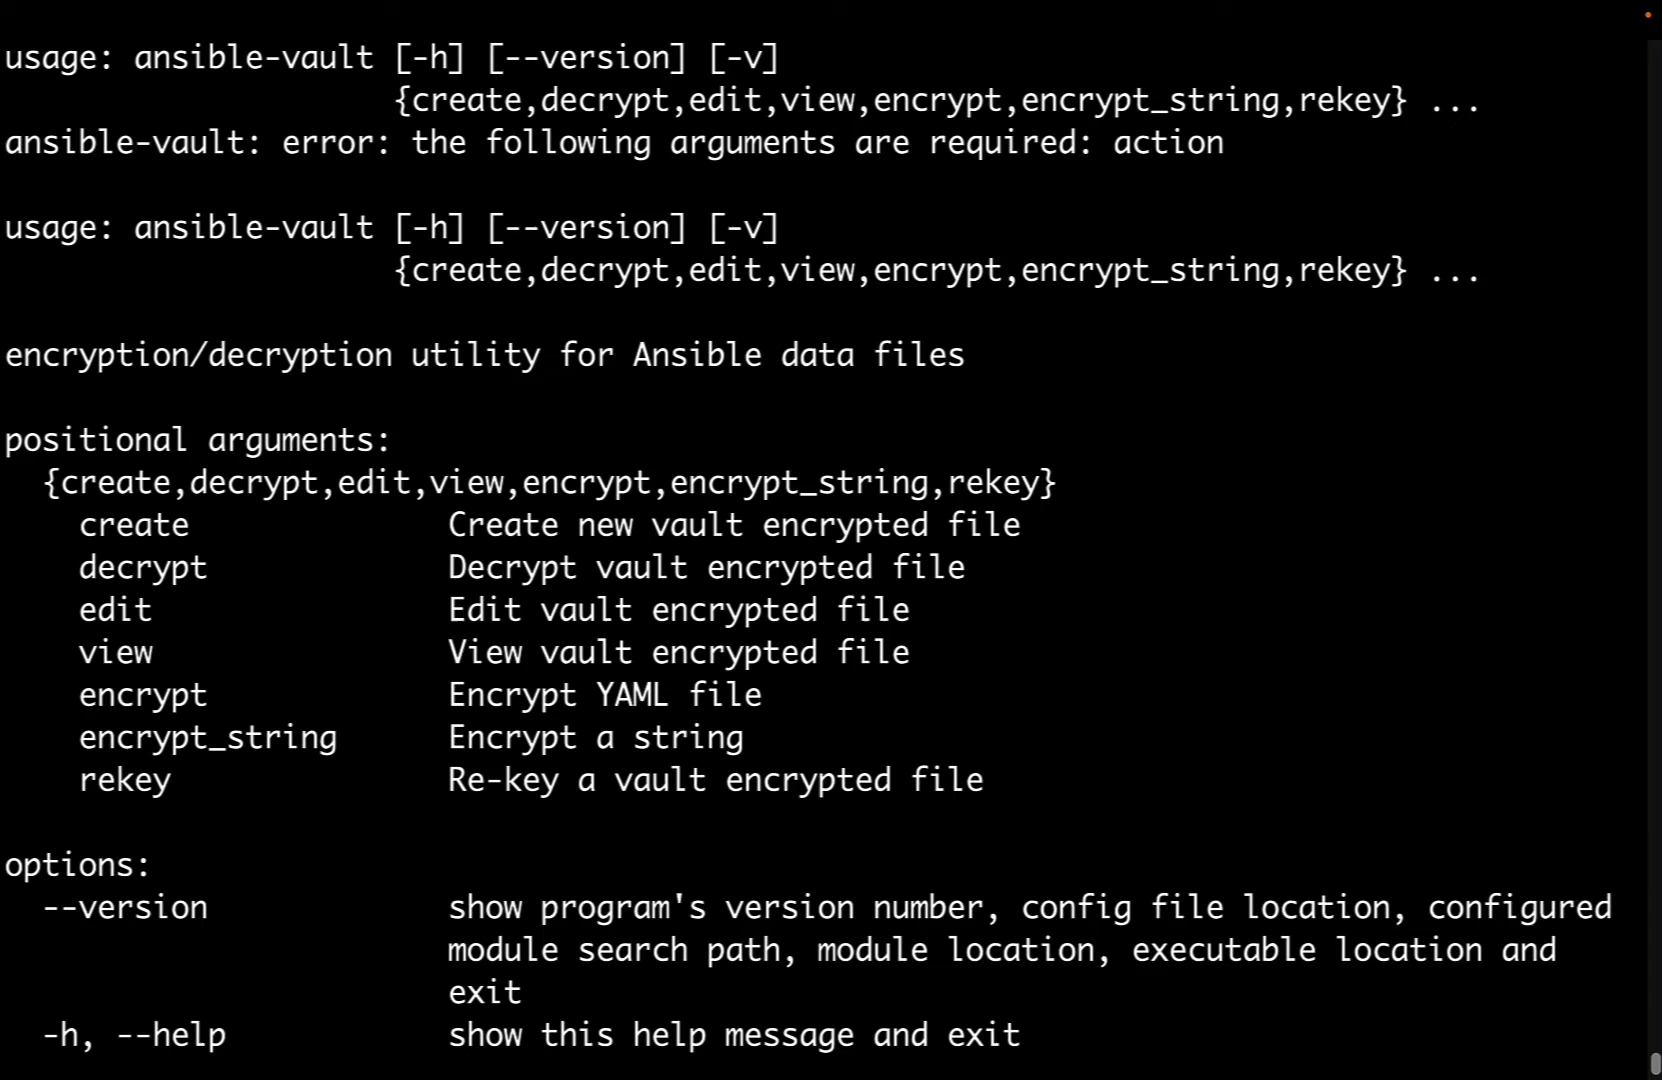 usage: ansible-vault [-h] [--version] [-v]
                     {create,decrypt,edit,view,encrypt,encrypt_string,rekey} ...
ansible-vault: error: the following arguments are required: action

usage: ansible-vault [-h] [--version] [-v]
                     {create,decrypt,edit,view,encrypt,encrypt_string,rekey} ...

encryption/decryption utility for Ansible data files

positional arguments:
  {create,decrypt,edit,view,encrypt,encrypt_string,rekey}
    create              Create new vault encrypted file
    decrypt             Decrypt vault encrypted file
    edit                Edit vault encrypted file
    view                View vault encrypted file
    encrypt             Encrypt YAML file
    encrypt_string      Encrypt a string
    rekey               Re-key a vault encrypted file

options:
  --version             show program's version number, config file location, configured
                        module search path, module location, executable location and
                        exit
  -h, --help            show this help message and exit